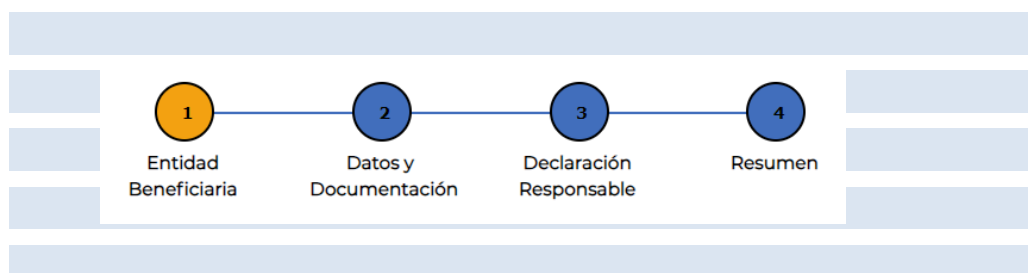 1 2 3 4
Entidad Datos y Declaración Resumen
Beneficiaria Documentación Responsable